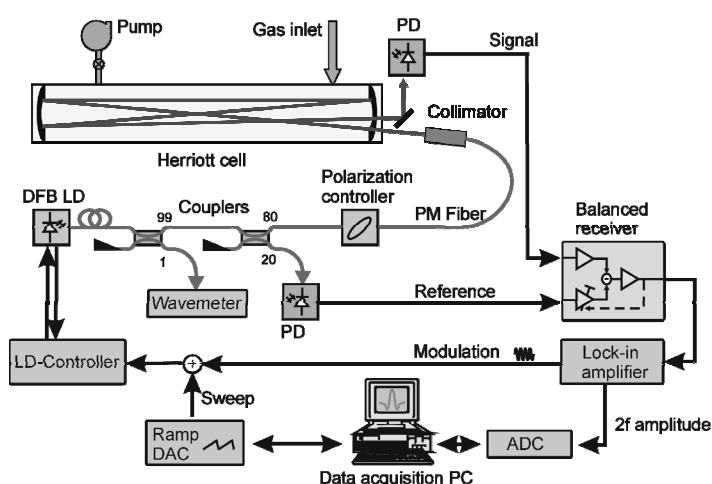 Pump
Gas inlet
PD
Signal
Collimator
Herriott cell
DFB LD
Couplers
99
1
80
20
Polarization
controller
PM Fiber
Balanced
receiver
Wavemeter
PD
Reference
LD-Controller
Modulation
Lock-in
amplifier
Sweep
Ramp
DAC
2f amplitude
ADC
Data acquisition PC